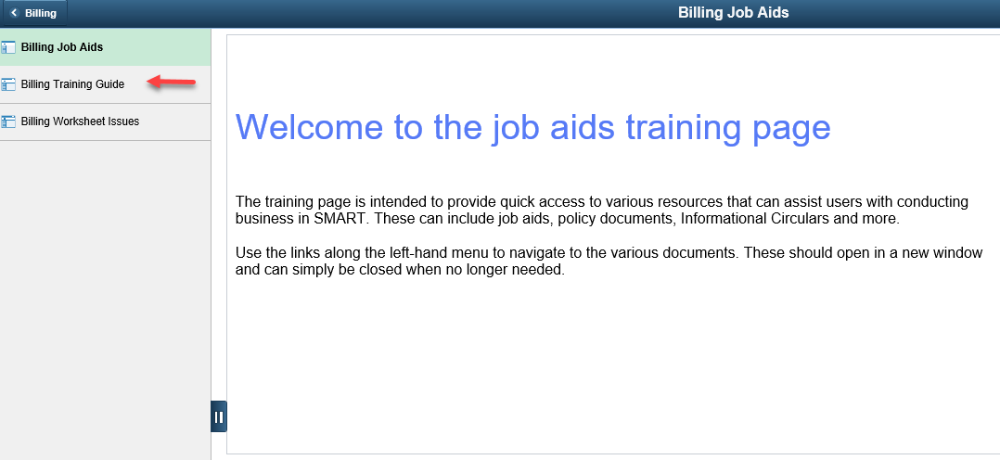 Billing
Billing Job Aids
Billing Job Aids
Billing Training Guide
Billing Worksheet Issues
Welcome to the job aids training page
The training page is intended to provide quick access to various resources that can assist users with conducting
business in SMART. These can include job aids, policy documents, Informational Circulars and more.
Use the links along the left-hand menu to navigate to the various documents. These should open in a new window
and can simply be closed when no longer needed.